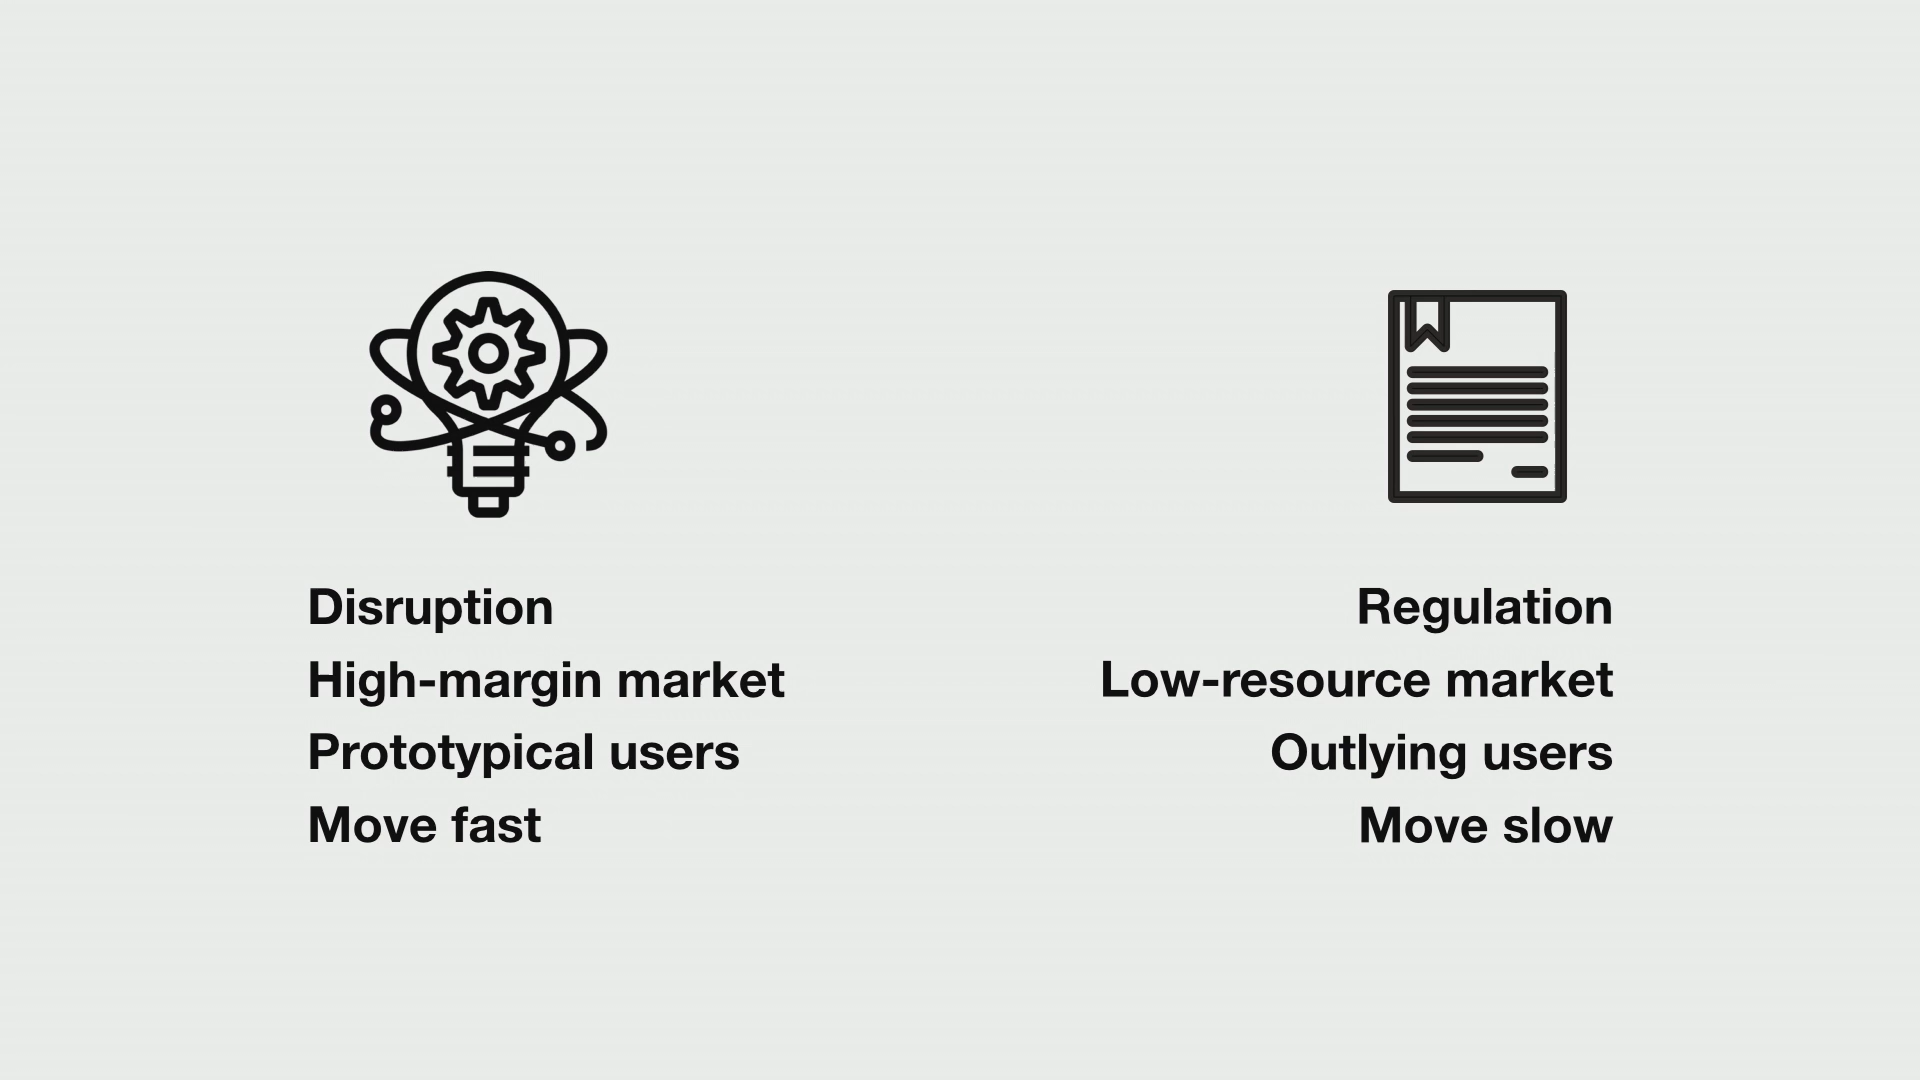 Disruption
High-margin market
Prototypical users
Move fast
Regulation
Low-resource market
Outlying users
Move slow